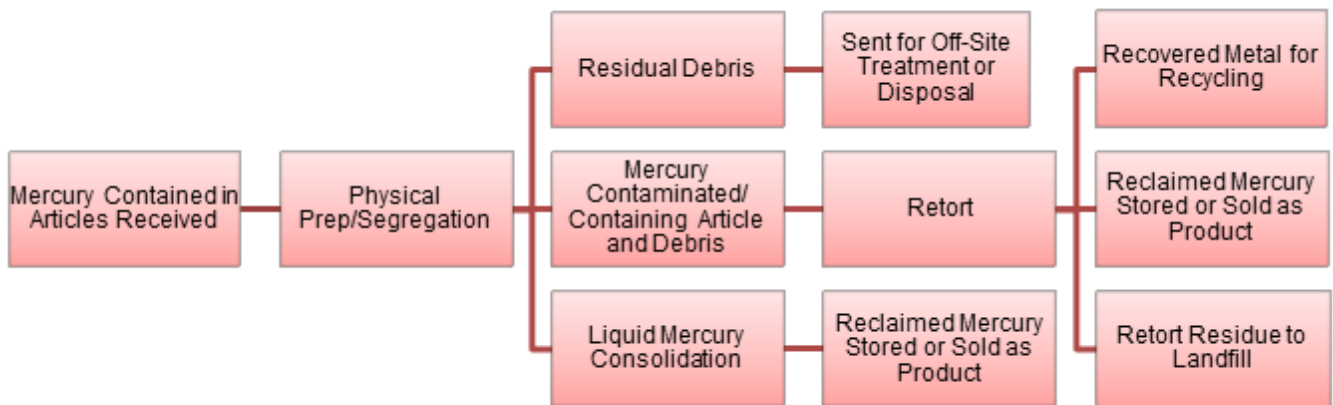 Residual Debris
Sent for Off-Site
Treatment or
Disposal
Recovered Metal for
Recycling
Mercury Contained in
Articles Received
Physical
Prep/Segregation
Mercury
Contaminated/
Containing Article
and Debris
Retort
Reclaimed Mercury
Stored or Sold as
Product
Liquid Mercury
Consolidation
Reclaimed Mercury
Stored or Sold as
Product
Retort Residue to
Landfill